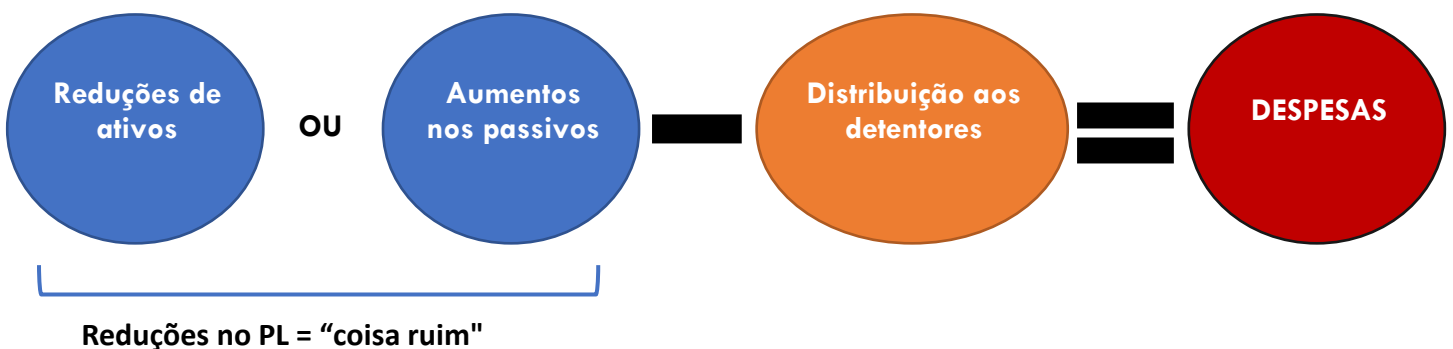 Reduções de
ativos
OU
Aumentos
nos passivos
Distribuição aos
detentores
DESPESAS
Reduções no PL = “coisa ruim"